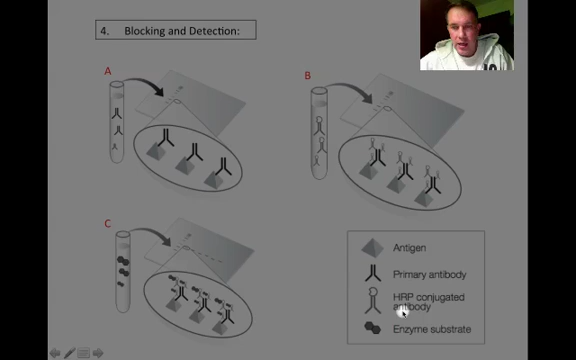 4. Blocking and Detection:
A
B
C
Antigen
Primary antibody
HRP conjugated
antibody
Enzyme substrate